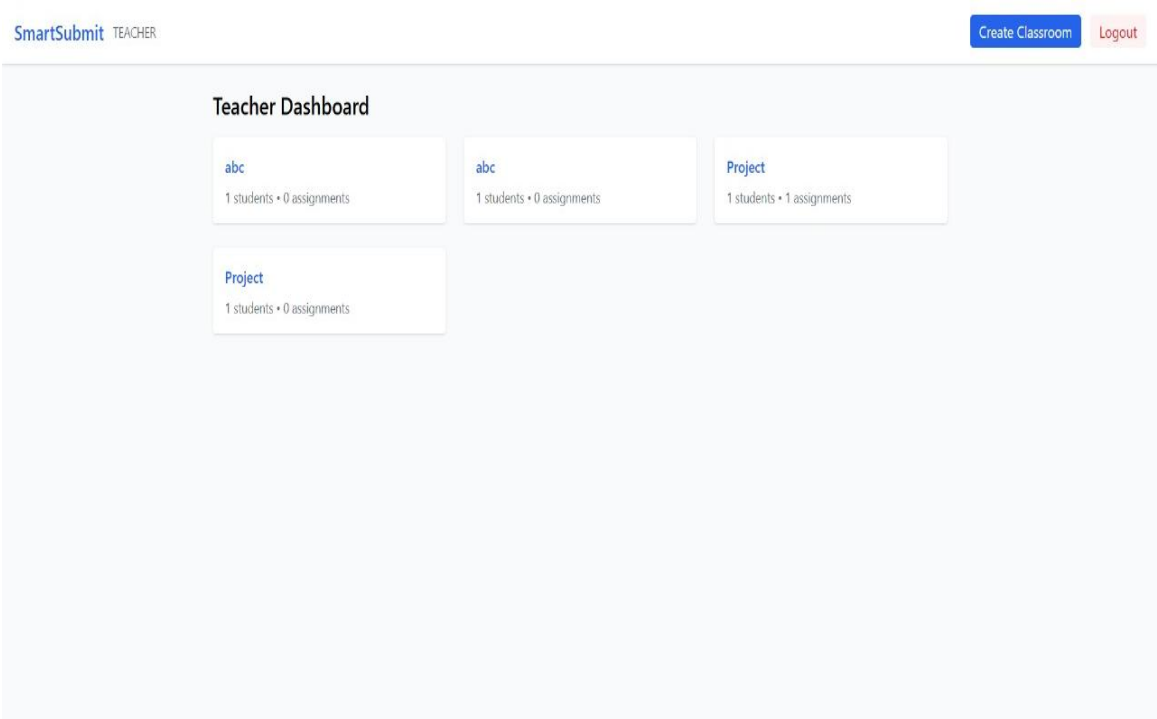 SmartSubmit TEACHER Create Classroom Logout
Teacher Dashboard
abc
1 students • 0 assignments
abc
1 students • 0 assignments
Project
1 students • 1 assignments
Project
1 students • 0 assignments